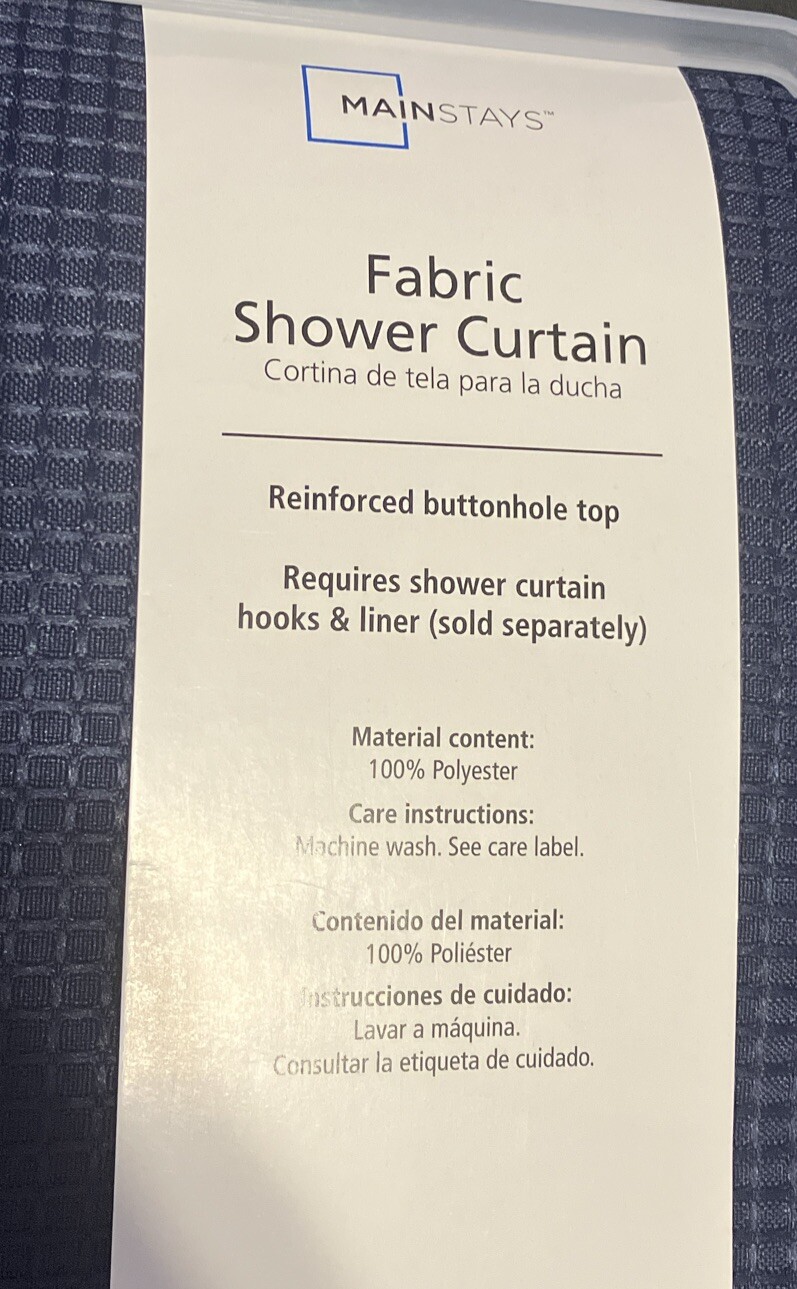 MAINSTAYS™
Fabric
Shower Curtain
Cortina de tela para la ducha
Reinforced buttonhole top
Requires shower curtain
hooks & liner (sold separately)
Material content:
100% Polyester
Care instructions:
Machine wash. See care label.
Contenido del material:
100% Poliéster
Instrucciones de cuidado:
Lavar a máquina.
Consultar la etiqueta de cuidado.